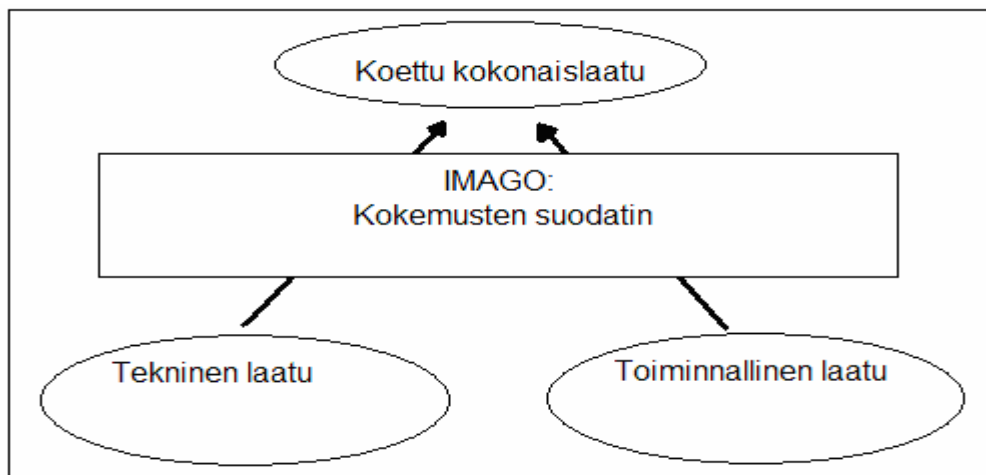 Koettu kokonaislaatu
IMAGO:
Kokemusten suodatin
Tekninen laatu
Toiminnallinen laatu